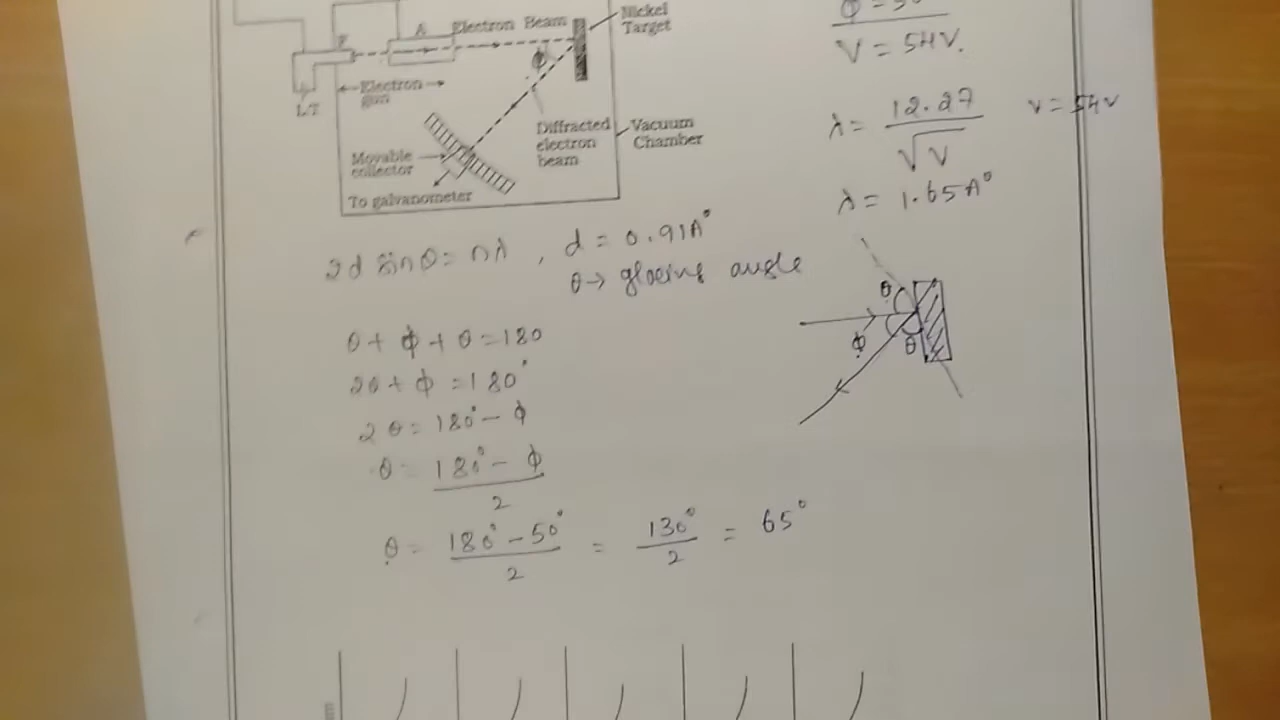 F
A
Electron Beam
Nickel
Target
ϕ
L.T
Electron
gun
Diffracted
electron
beam
Vacuum
Chamber
Movable
collector
To galvanometer
V = 54V.
λ = 12.27 / √V V = 54V
λ = 1.65A°
2d sinθ = nλ , d = 0.91A°
θ → glacing angle
θ
ϕ
θ
θ + ϕ + θ = 180
2θ + ϕ = 180°
2θ = 180° - ϕ
θ = 180° - ϕ / 2
θ = 180° - 50° / 2 = 130° / 2 = 65°